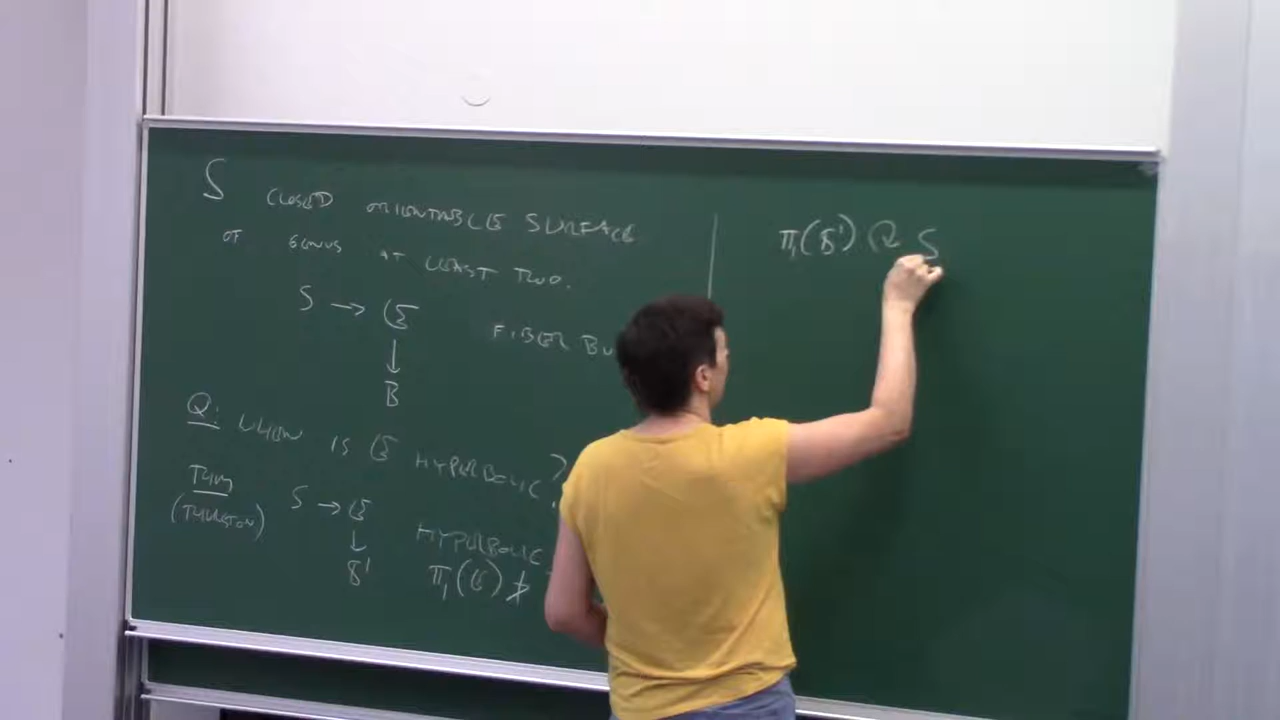 S CLOSED ORIENTABLE SURFACE
OF GENUS AT LEAST TWO.
S → E
↓
B
FIBER BU
Q: WHEN IS E HYPERBOLIC?
THM
(THURSTON)
S → E
↓
S¹
HYPERBOLIC
π₁(E) ⊅
π₁(S¹) ↷ S